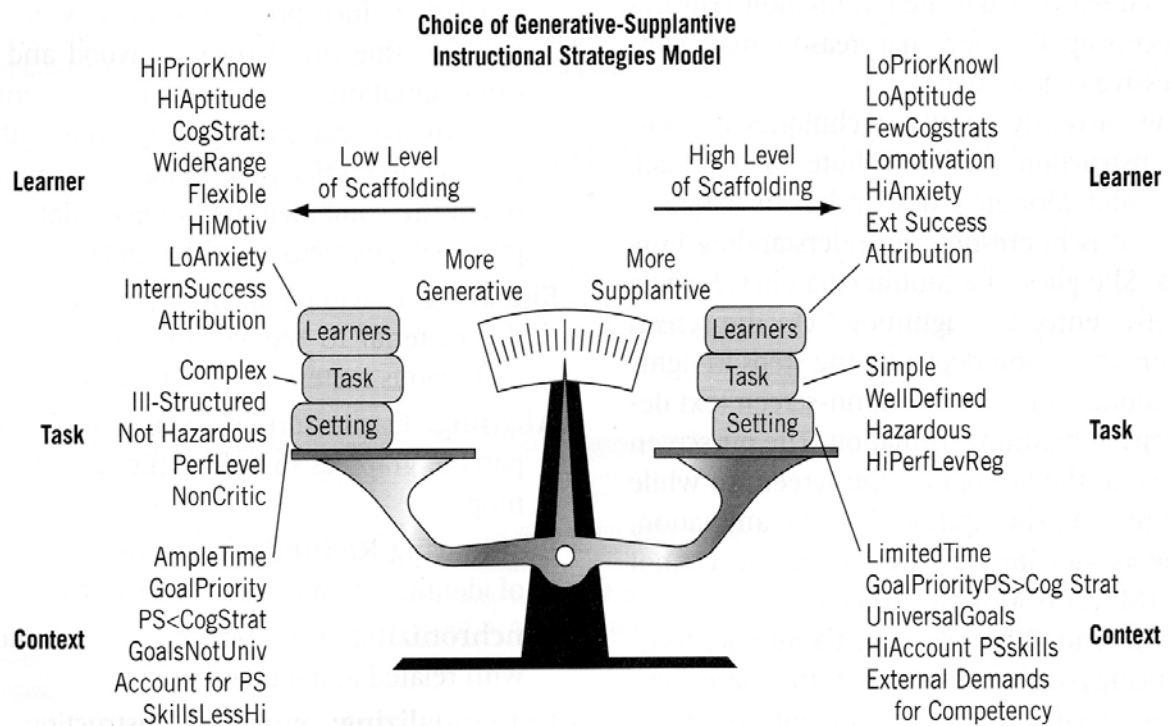 Choice of Generative-Supplantive
Instructional Strategies Model
HiPriorKnow
HiAptitude
CogStrat:
WideRange
Flexible
HiMotiv
LoAnxiety
InternSuccess
Attribution
Learner
Low Level
of Scaffolding
High Level
of Scaffolding
LoPriorKnowl
LoAptitude
FewCogstrats
Lomotivation
HiAnxiety
Ext Success
Attribution
Learner
More
Generative
More
Supplantive
Learners
Task
Setting
Learners
Task
Setting
Complex
Ill-Structured
Not Hazardous
PerfLevel
NonCritic
Task
Simple
WellDefined
Hazardous
HiPerfLevReg
Task
AmpleTime
GoalPriority
PS<CogStrat
GoalsNotUniv
Account for PS
SkillsLessHi
Context
LimitedTime
GoalPriorityPS>Cog Strat
UniversalGoals
HiAccount PSskills
External Demands
for Competency
Context